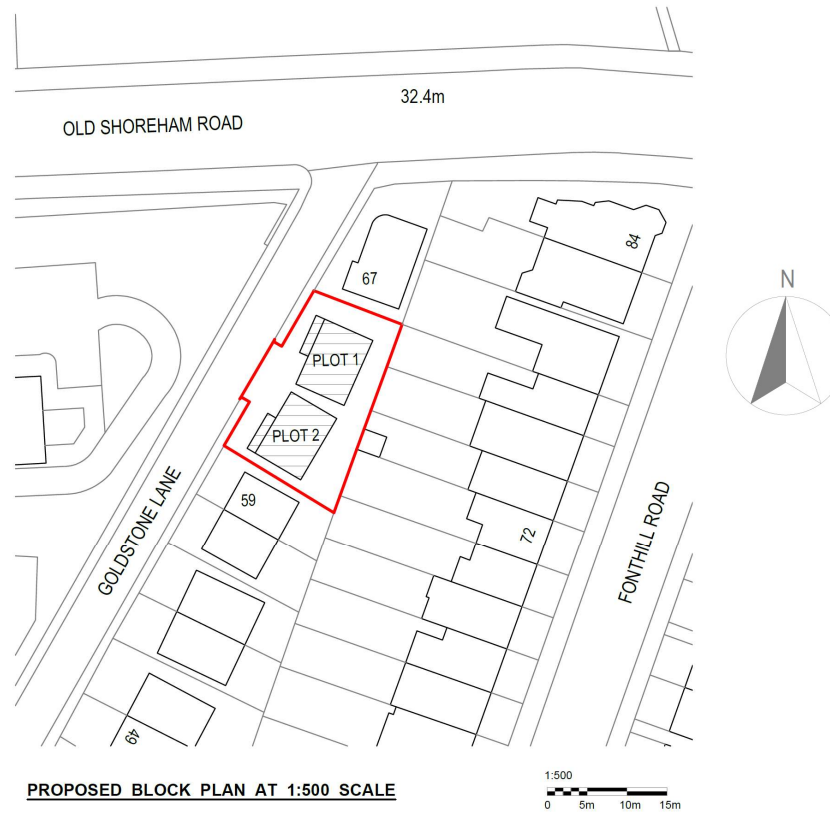 32.4m
OLD SHOREHAM ROAD
84
67
N
PLOT 1
PLOT 2
59
72
GOLDSTONE LANE
FONTHILL ROAD
49
PROPOSED BLOCK PLAN AT 1:500 SCALE
1:500
0 5m 10m 15m